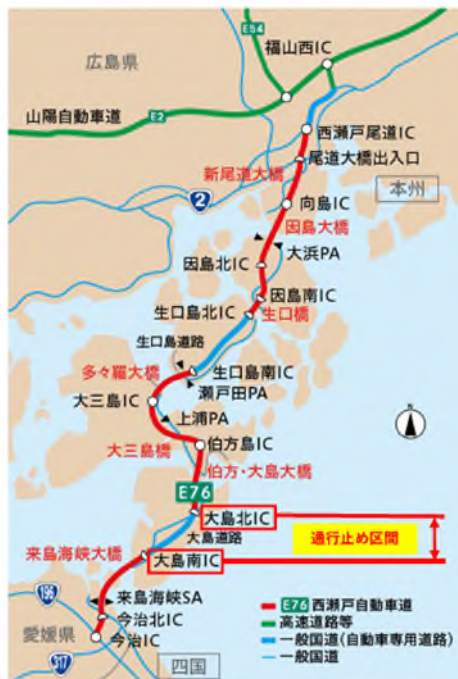 E54
福山西IC
広島県
山陽自動車道
E2
西瀬戸尾道IC
尾道大橋出入口
新尾道大橋
2
本州
向島IC
因島大橋
大浜PA
因島北IC
因島南IC
生口島北IC
生口橋
生口島道路
多々羅大橋
生口島南IC
瀬戸田PA
大三島IC
上浦PA
大三島橋
伯方島IC
伯方・大島大橋
E76
大島北IC
大島道路
通行止め区間
来島海峡大橋
大島南IC
196
来島海峡SA
今治北IC
愛媛県
今治IC
317
四国
E76 西瀬戸自動車道
高速道路等
一般国道(自動車専用道路)
一般国道